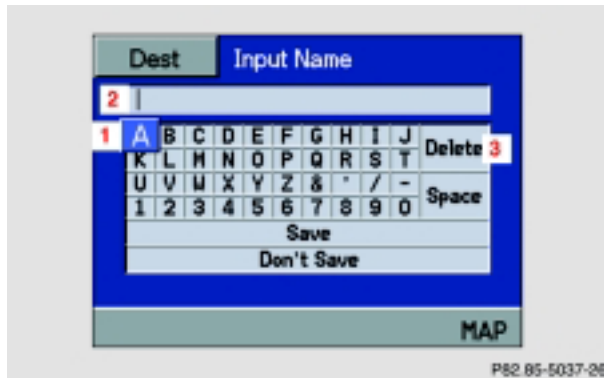 Dest Input Name
2
1 A B C D E F G H I J Delete 3
K L M N O P Q R S T
U V W X Y Z & ' / - Space
1 2 3 4 5 6 7 8 9 0
Save
Don't Save
MAP
P82.85-5037-26